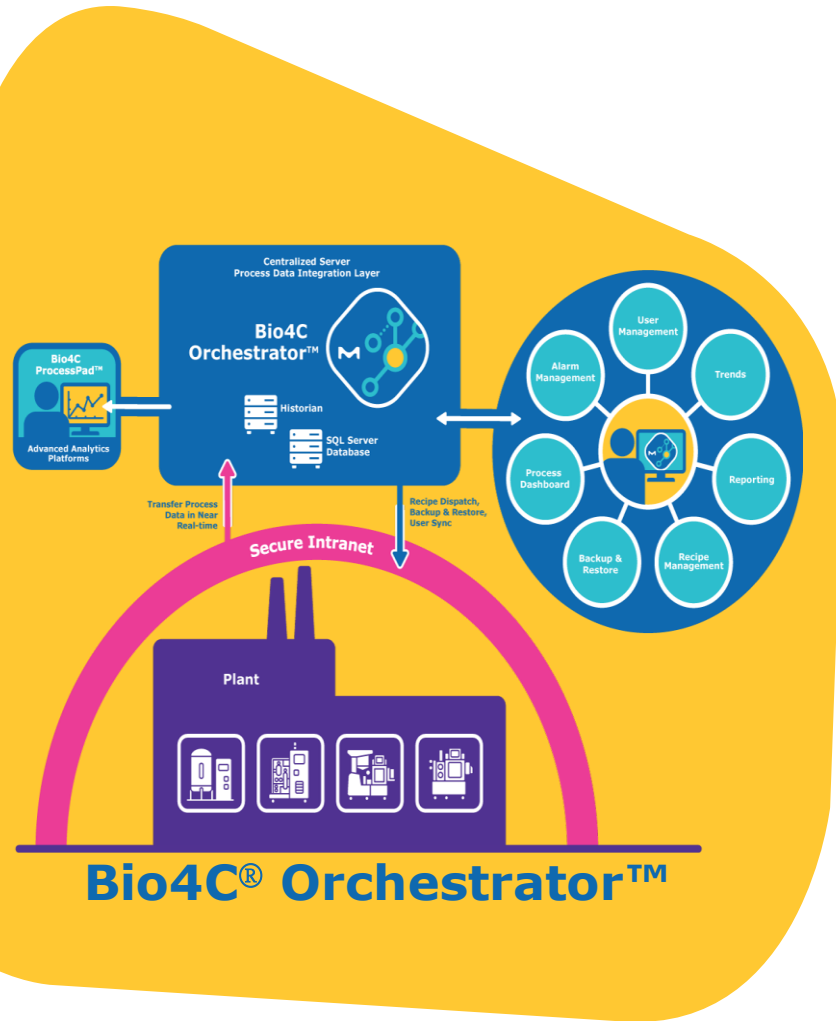 Centralized Server
Process Data Integration Layer
Bio4C
Orchestrator™
M
Historian
SQL Server
Database
Bio4C
ProcessPad™
Advanced Analytics
Platforms
User
Management
Alarm
Management
Trends
Process
Dashboard
Reporting
Backup &
Restore
Recipe
Management
M
Transfer Process
Data in Near
Real-time
Recipe Dispatch,
Backup & Restore,
User Sync
Secure Intranet
Plant
Bio4C® Orchestrator™